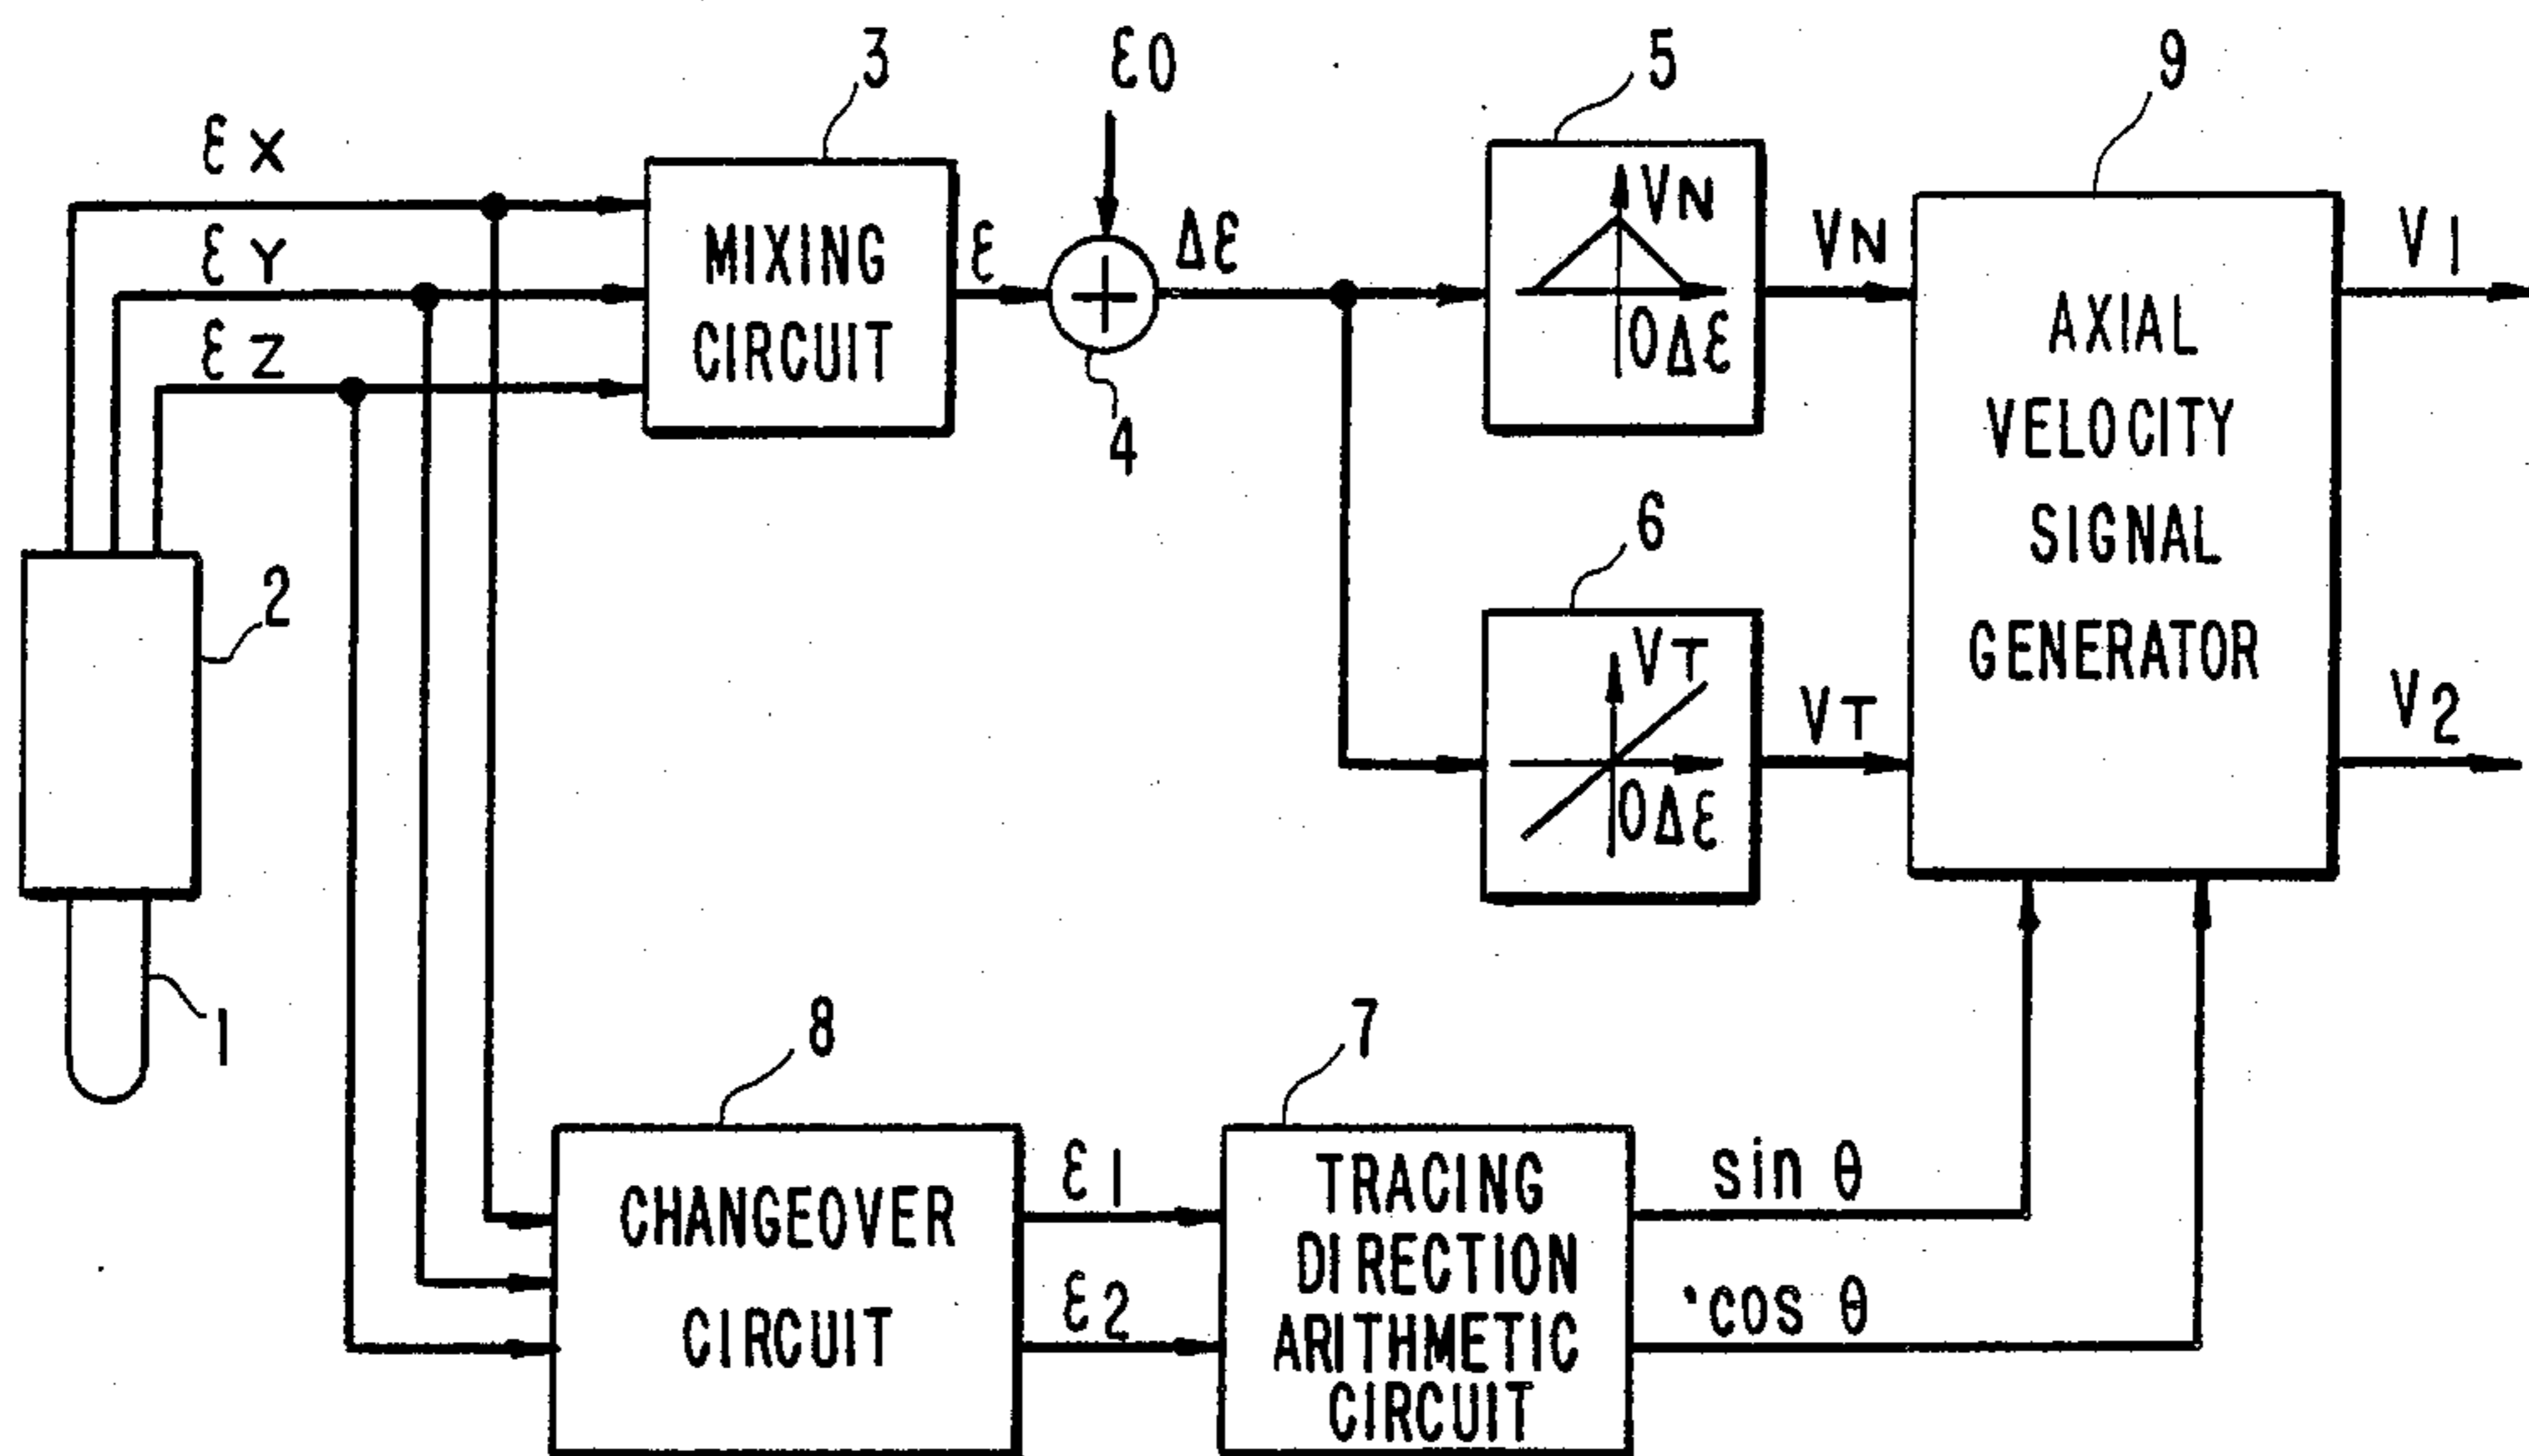 3
ε0
5
9
εX
εY
εZ
MIXING
CIRCUIT
ε
Δε
4
VN
0Δε
VN
AXIAL
VELOCITY
SIGNAL
GENERATOR
V1
V2
2
6
VT
0Δε
VT
1
8
7
CHANGEOVER
CIRCUIT
ε1
ε2
TRACING
DIRECTION
ARITHMETIC
CIRCUIT
sin θ
cos θ